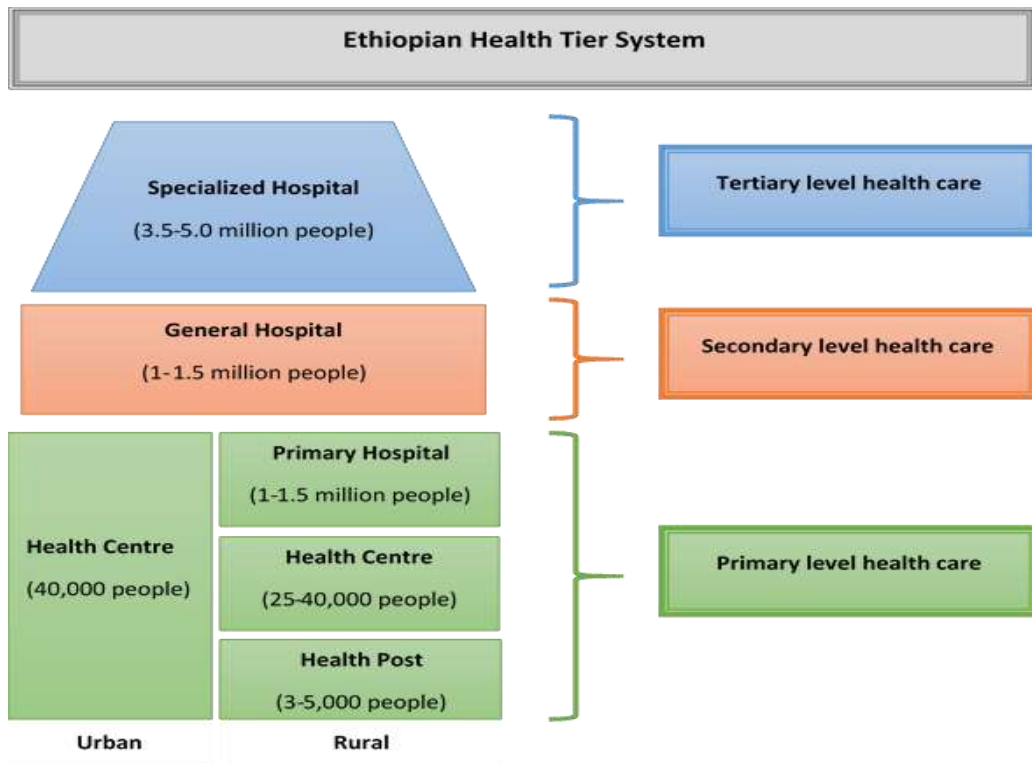 Ethiopian Health Tier System
Specialized Hospital
(3.5-5.0 million people)
Tertiary level health care
General Hospital
(1-1.5 million people)
Secondary level health care
Primary Hospital
(1-1.5 million people)
Health Centre
(40,000 people)
Health Centre
(25-40,000 people)
Health Post
(3-5,000 people)
Primary level health care
Urban
Rural